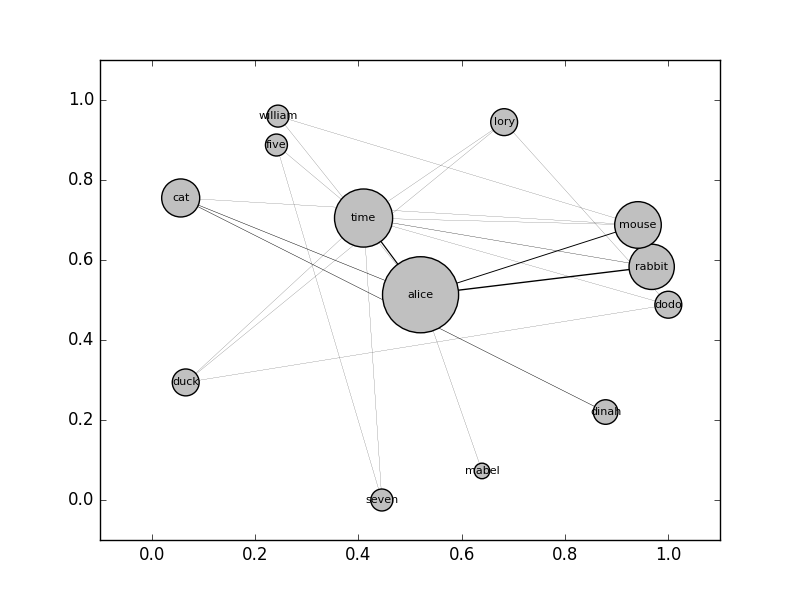 1.0
william
lory
five
0.8
cat
time
mouse
0.6
rabbit
alice
dodo
0.4
duck
dinah
0.2
mabel
0.0
seven
0.0 0.2 0.4 0.6 0.8 1.0